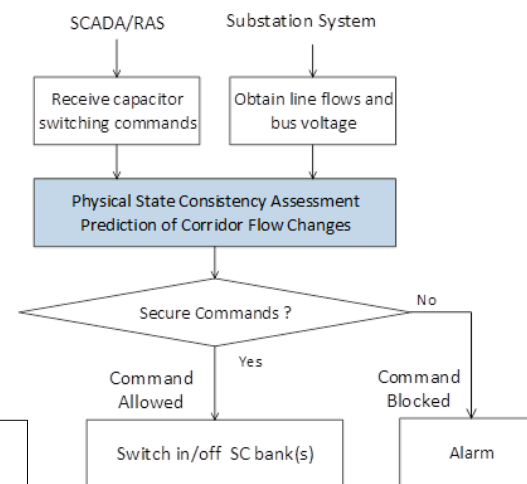 SCADA/RAS
Substation System
Receive capacitor
switching commands
Obtain line flows and
bus voltage
Physical State Consistency Assessment
Prediction of Corridor Flow Changes
Secure Commands ?
No
Yes
Command
Allowed
Command
Blocked
Switch in/off SC bank(s)
Alarm